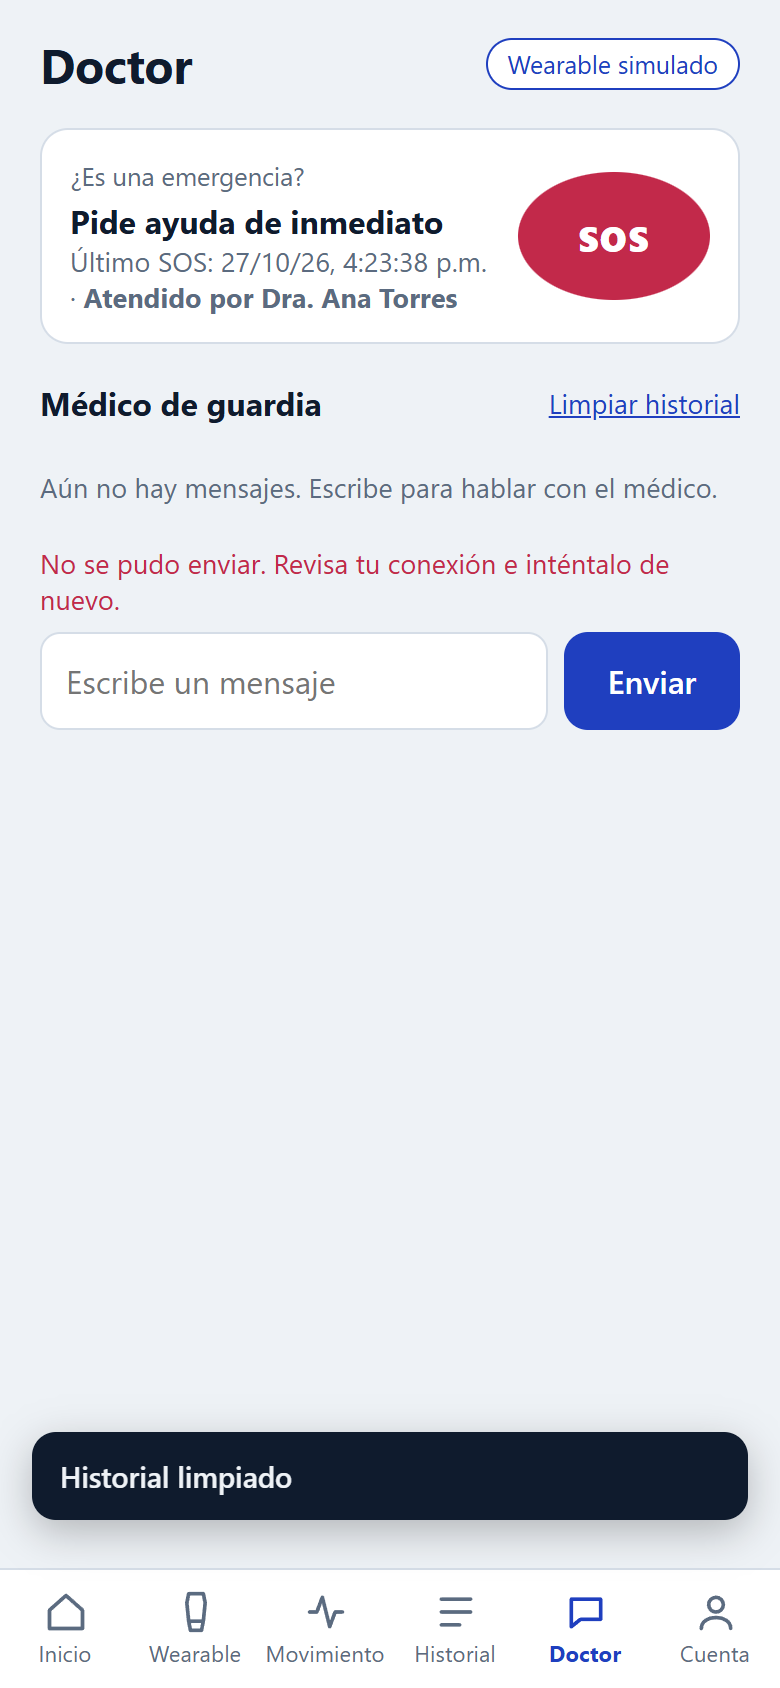 Doctor
Wearable simulado
¿Es una emergencia?
Pide ayuda de inmediato
Último SOS: 27/10/26, 4:23:38 p.m.
· Atendido por Dra. Ana Torres
SOS
Médico de guardia
Limpiar historial
Aún no hay mensajes. Escribe para hablar con el médico.
No se pudo enviar. Revisa tu conexión e inténtalo de
nuevo.
Escribe un mensaje
Enviar
Historial limpiado
Inicio
Wearable
Movimiento
Historial
Doctor
Cuenta